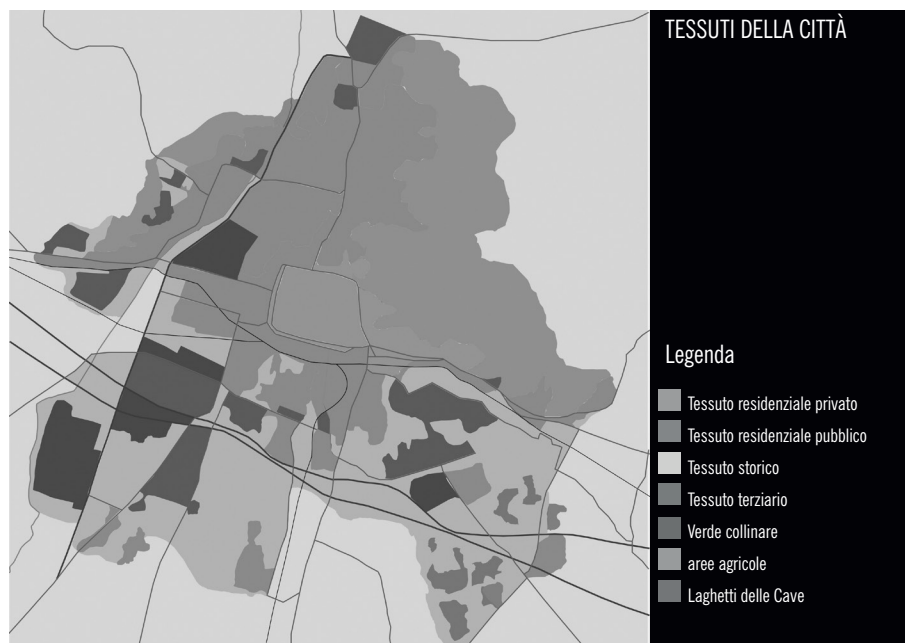 TESSUTI DELLA CITTÀ
Legenda
Tessuto residenziale privato
Tessuto residenziale pubblico
Tessuto storico
Tessuto terziario
Verde collinare
aree agricole
Laghetti delle Cave